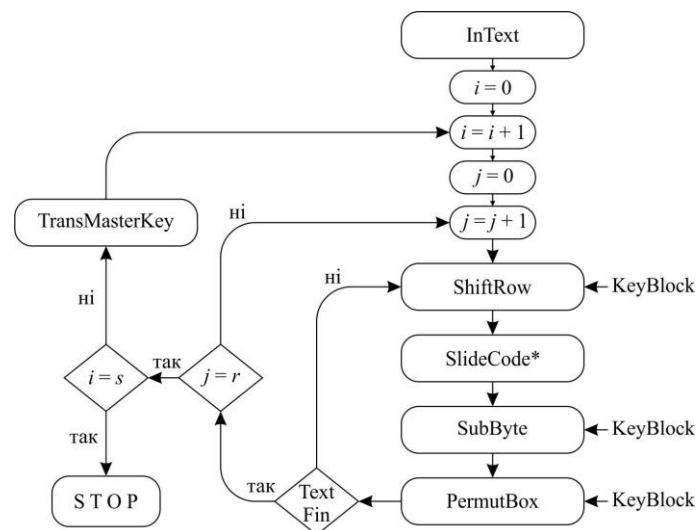 InText
i = 0
i = i + 1
j = 0
TransMasterKey
ні
j = j + 1
ні
ShiftRow
KeyBlock
ні
i = s
так
j = r
SlideCode*
так
SubByte
KeyBlock
S T O P
так
Text
Fin
PermutBox
KeyBlock